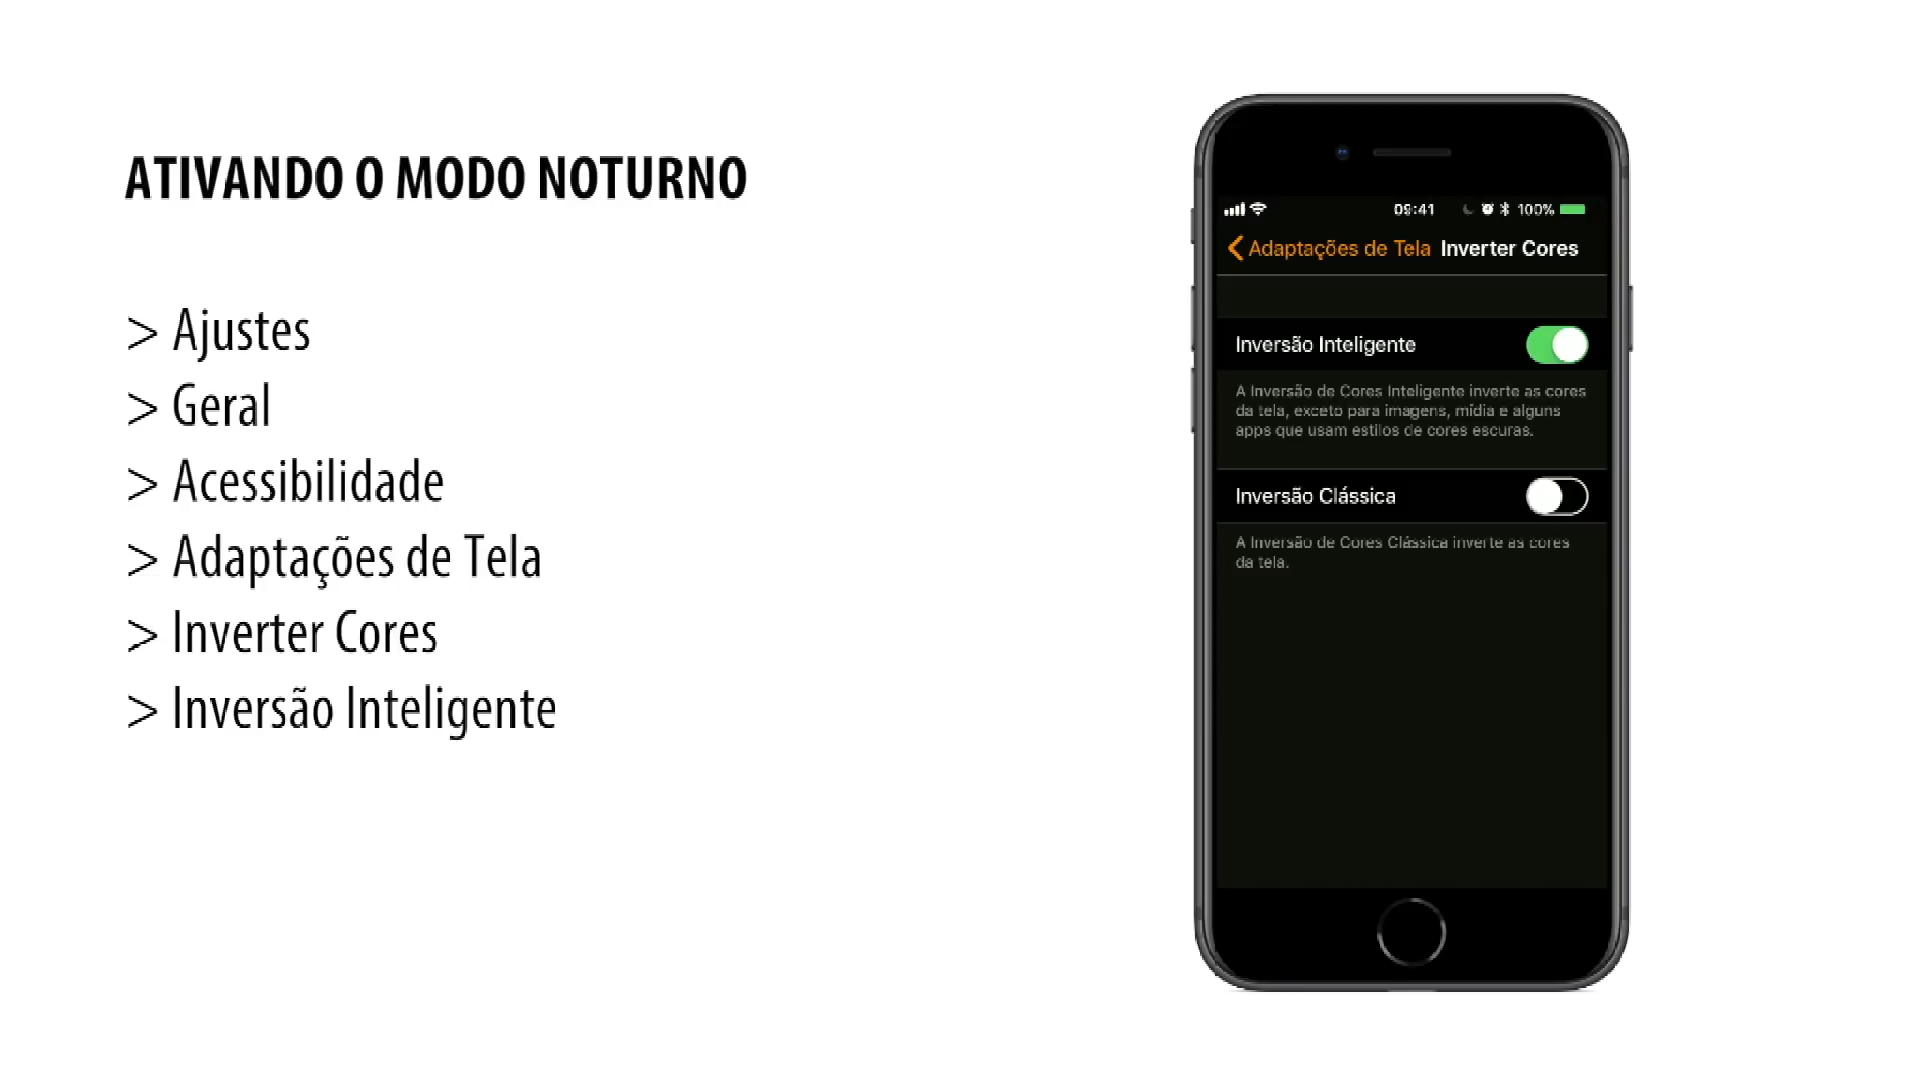 ATIVANDO O MODO NOTURNO
> Ajustes
> Geral
> Acessibilidade
> Adaptações de Tela
> Inverter Cores
> Inversão Inteligente
09:41 100%
Adaptações de Tela Inverter Cores
Inversão Inteligente
A Inversão de Cores Inteligente inverte as cores
da tela, exceto para imagens, mídia e alguns
apps que usam estilos de cores escuras.
Inversão Clássica
A Inversão de Cores Clássica inverte as cores
da tela.